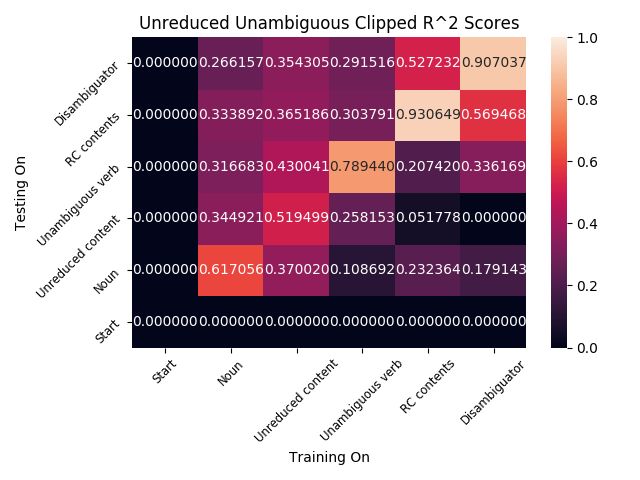 Unreduced Unambiguous Clipped R^2 Scores
Testing On
Disambiguator 0.000000 0.266157 0.354305 0.291516 0.527232 0.907037
RC contents 0.000000 0.333892 0.365186 0.303791 0.930649 0.569468
Unambiguous verb 0.000000 0.316683 0.430041 0.789440 0.207420 0.336169
Unreduced content 0.000000 0.344921 0.519499 0.258153 0.051778 0.000000
Noun 0.000000 0.617056 0.370020 0.108692 0.232364 0.179143
Start 0.000000 0.000000 0.000000 0.000000 0.000000 0.000000
Start Noun Unreduced content Unambiguous verb RC contents Disambiguator
Training On
1.0
0.8
0.6
0.4
0.2
0.0